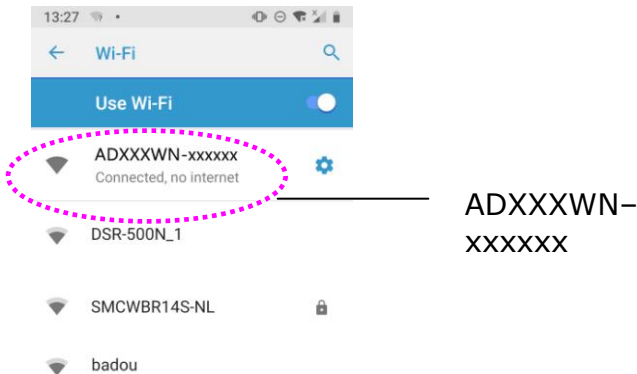 13:27
Wi-Fi
Use Wi-Fi
ADXXXWN-xxxxxx
Connected, no internet
ADXXXWN–
xxxxxx
DSR-500N_1
SMCWBR14S-NL
badou